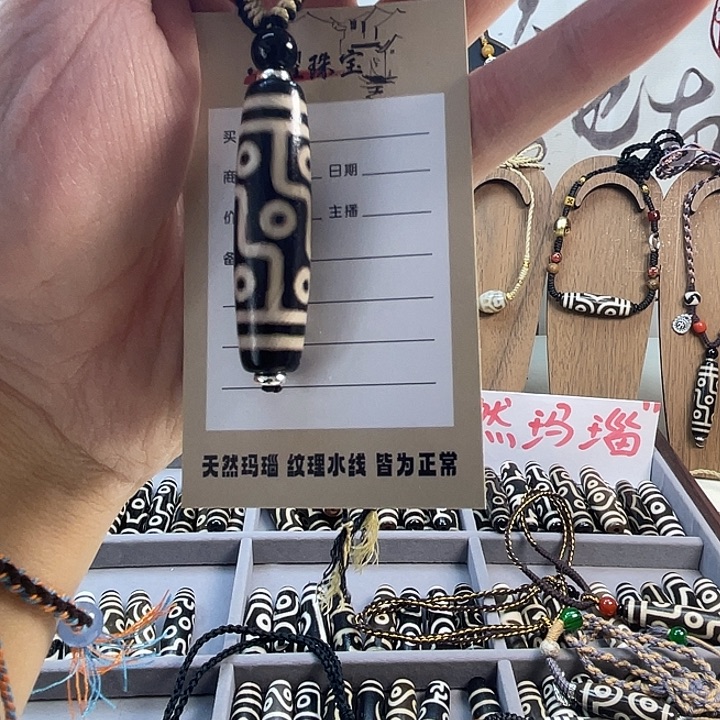 珠宝
买
商
日期
价
主播
备
天然玛瑙 纹理水线 皆为正常
然玛瑙